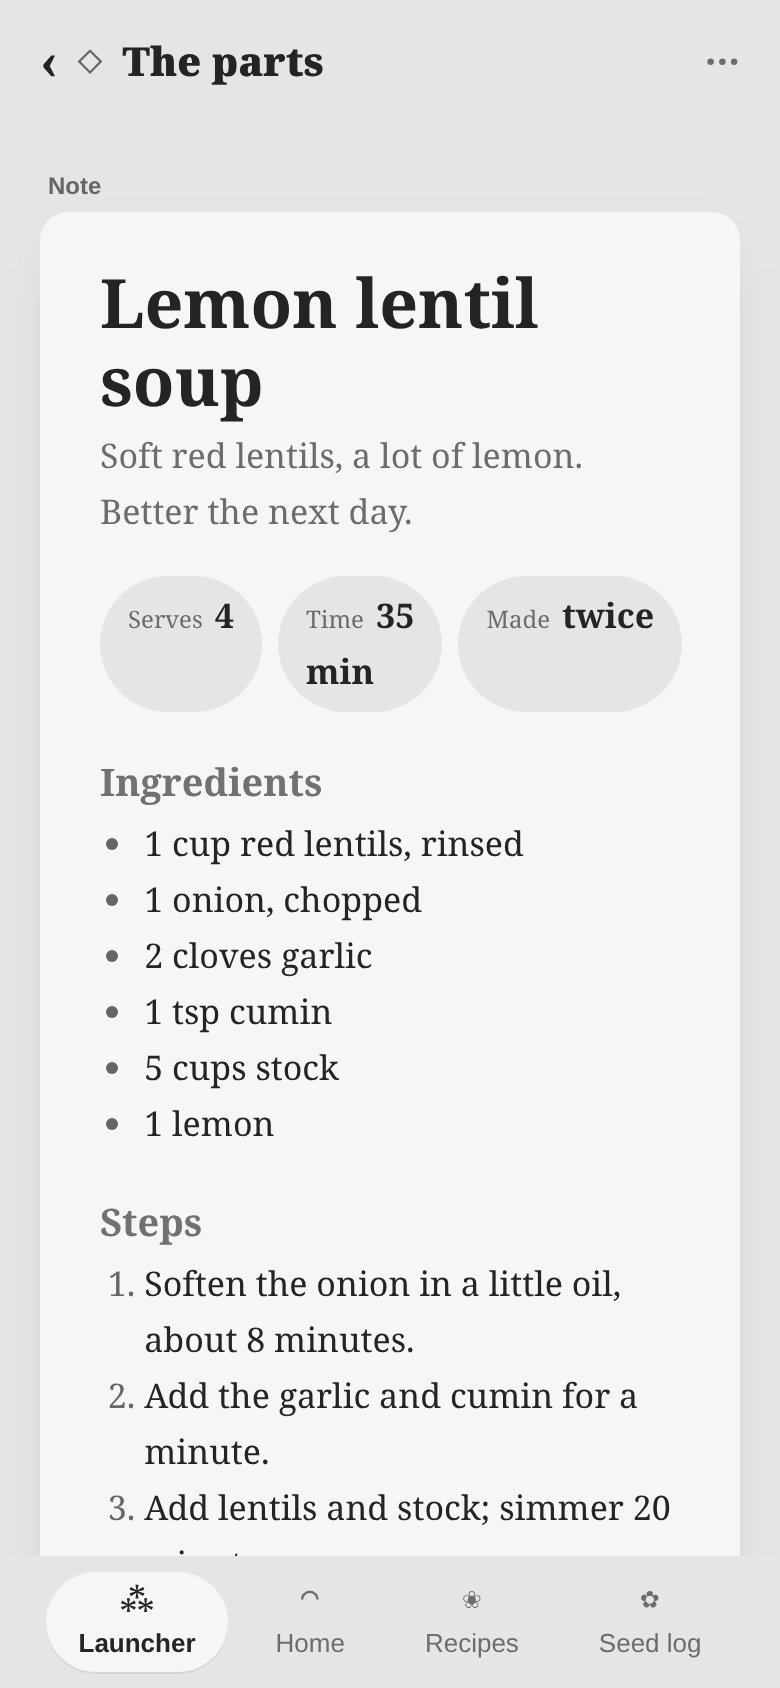 The parts
Note
Lemon lentil
soup
Soft red lentils, a lot of lemon.
Better the next day.
Serves 4
Time 35
min
Made twice
Ingredients
• 1 cup red lentils, rinsed
• 1 onion, chopped
• 2 cloves garlic
• 1 tsp cumin
• 5 cups stock
• 1 lemon
Steps
1. Soften the onion in a little oil,
about 8 minutes.
2. Add the garlic and cumin for a
minute.
3. Add lentils and stock; simmer 20
Launcher
Home
Recipes
Seed log